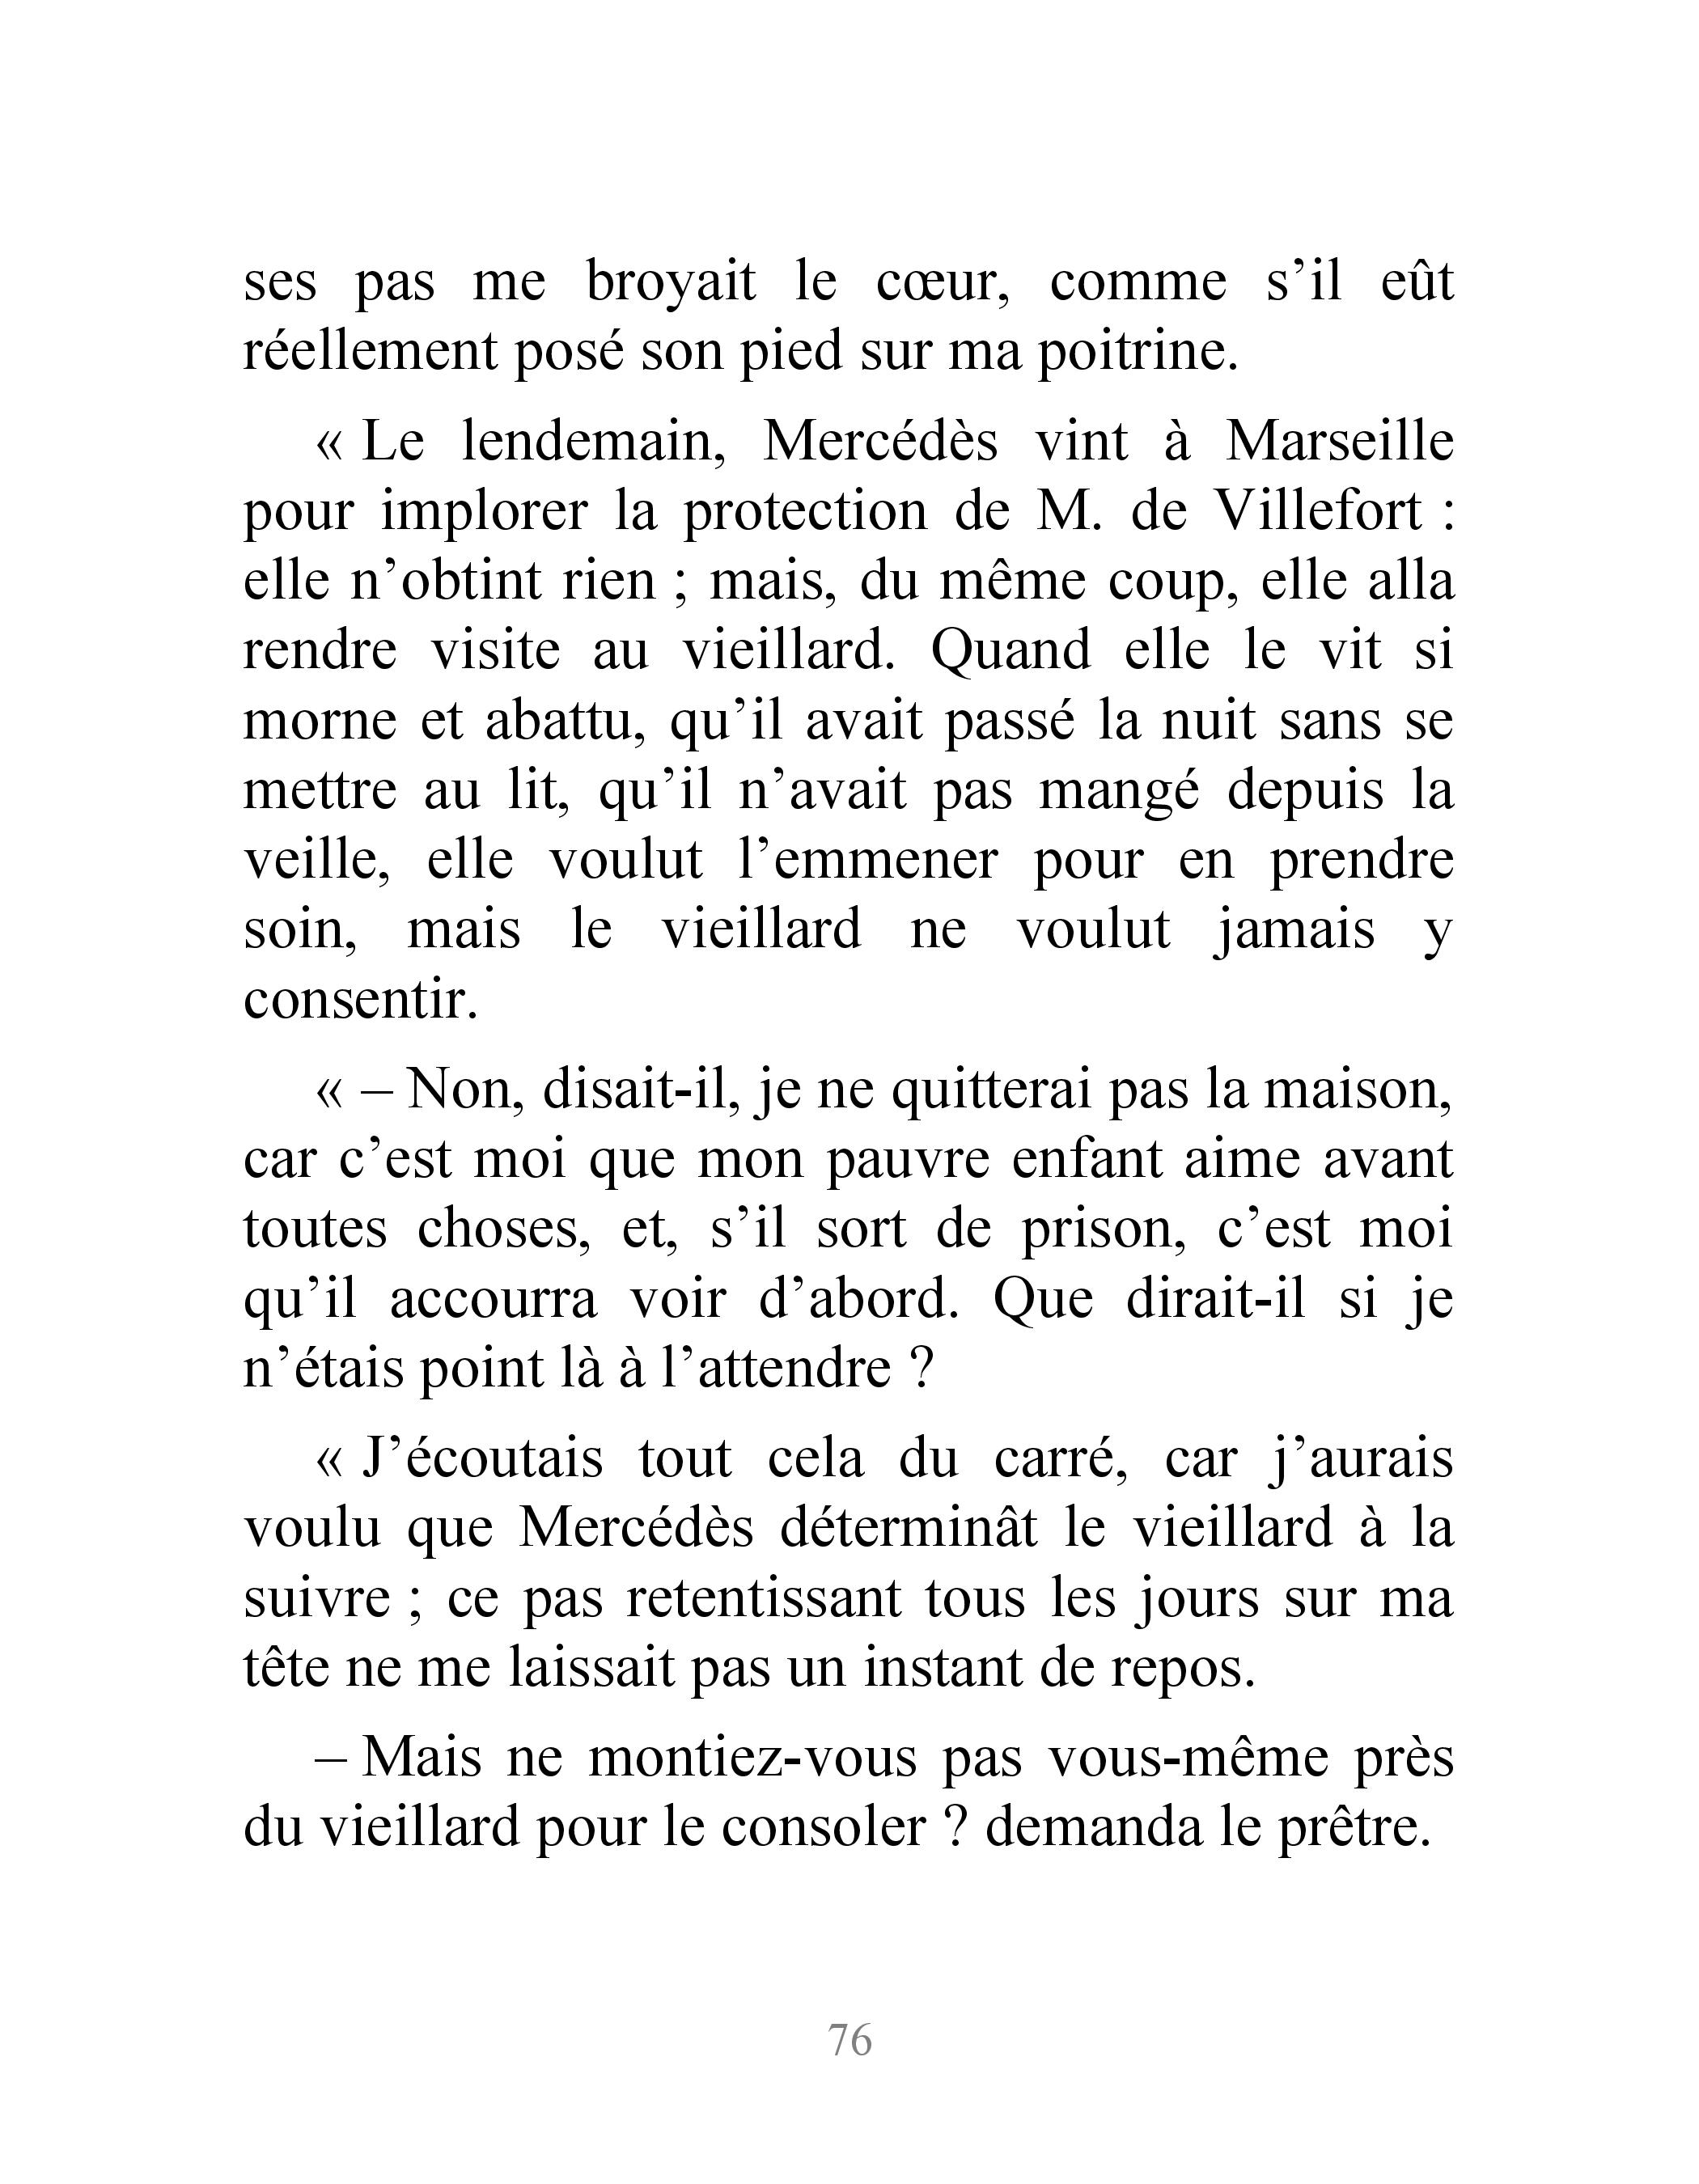 ses pas me broyait le cœur, comme s’il eût
réellement posé son pied sur ma poitrine.
« Le lendemain, Mercédès vint à Marseille
pour implorer la protection de M. de Villefort :
elle n’obtint rien ; mais, du même coup, elle alla
rendre visite au vieillard. Quand elle le vit si
morne et abattu, qu’il avait passé la nuit sans se
mettre au lit, qu’il n’avait pas mangé depuis la
veille, elle voulut l’emmener pour en prendre
soin, mais le vieillard ne voulut jamais y
consentir.
« – Non, disait-il, je ne quitterai pas la maison,
car c’est moi que mon pauvre enfant aime avant
toutes choses, et, s’il sort de prison, c’est moi
qu’il accourra voir d’abord. Que dirait-il si je
n’étais point là à l’attendre ?
« J’écoutais tout cela du carré, car j’aurais
voulu que Mercédès déterminât le vieillard à la
suivre ; ce pas retentissant tous les jours sur ma
tête ne me laissait pas un instant de repos.
– Mais ne montiez-vous pas vous-même près
du vieillard pour le consoler ? demanda le prêtre.
76